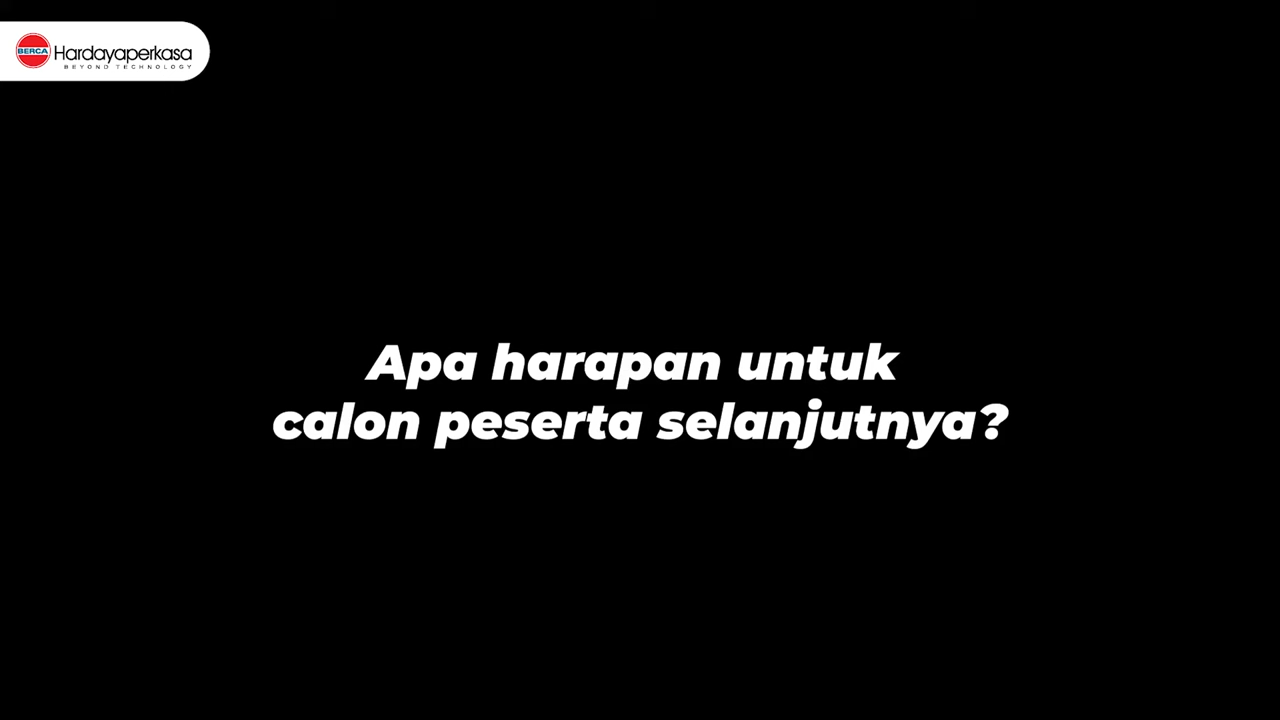 BERCA
Hardayaperkasa
BEYOND TECHNOLOGY
Apa harapan untuk
calon peserta selanjutnya?